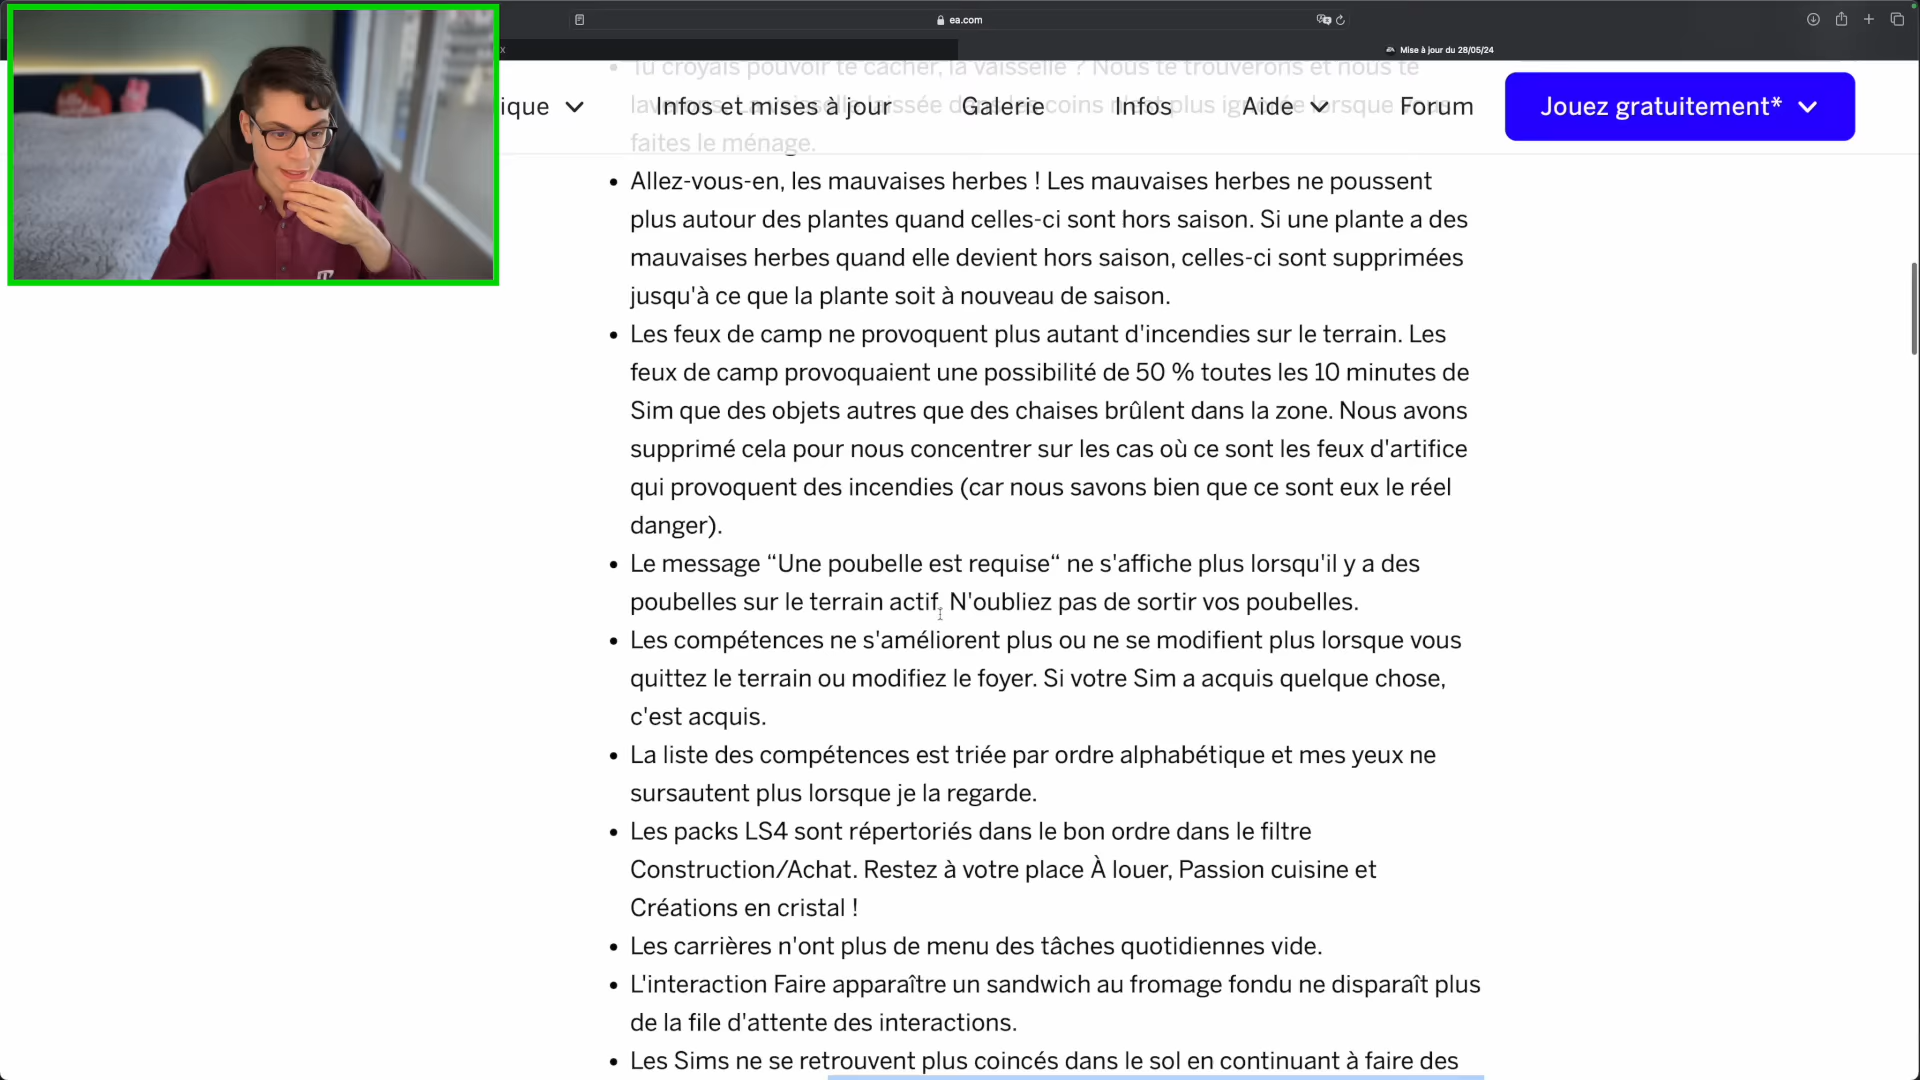 ea.com
Mise à jour du 28/05/24
Tu croyais pouvoir te cacher, la vaisselle ? Nous te trouverons et nous te
faites le ménage.
ique
Infos et mises à jour
Galerie
Infos
Aide
Forum
Jouez gratuitement*
• Allez-vous-en, les mauvaises herbes ! Les mauvaises herbes ne poussent
plus autour des plantes quand celles-ci sont hors saison. Si une plante a des
mauvaises herbes quand elle devient hors saison, celles-ci sont supprimées
jusqu'à ce que la plante soit à nouveau de saison.
• Les feux de camp ne provoquent plus autant d'incendies sur le terrain. Les
feux de camp provoquaient une possibilité de 50 % toutes les 10 minutes de
Sim que des objets autres que des chaises brûlent dans la zone. Nous avons
supprimé cela pour nous concentrer sur les cas où ce sont les feux d'artifice
qui provoquent des incendies (car nous savons bien que ce sont eux le réel
danger).
• Le message “Une poubelle est requise“ ne s'affiche plus lorsqu'il y a des
poubelles sur le terrain actif. N'oubliez pas de sortir vos poubelles.
• Les compétences ne s'améliorent plus ou ne se modifient plus lorsque vous
quittez le terrain ou modifiez le foyer. Si votre Sim a acquis quelque chose,
c'est acquis.
• La liste des compétences est triée par ordre alphabétique et mes yeux ne
sursautent plus lorsque je la regarde.
• Les packs LS4 sont répertoriés dans le bon ordre dans le filtre
Construction/Achat. Restez à votre place À louer, Passion cuisine et
Créations en cristal !
• Les carrières n'ont plus de menu des tâches quotidiennes vide.
• L'interaction Faire apparaître un sandwich au fromage fondu ne disparaît plus
de la file d'attente des interactions.
• Les Sims ne se retrouvent plus coincés dans le sol en continuant à faire des